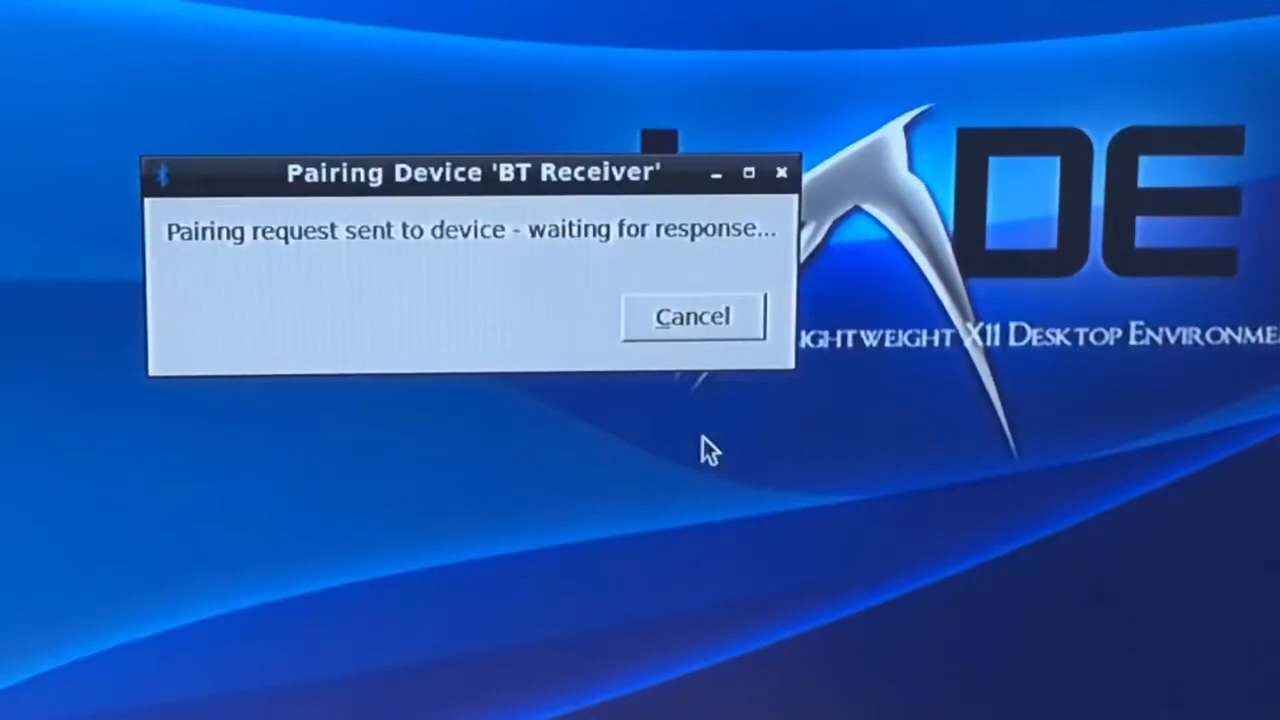 Pairing Device 'BT Receiver'
Pairing request sent to device - waiting for response...
Cancel
DE
IGHTWEIGHT X11 DESKTOP ENVIRONME